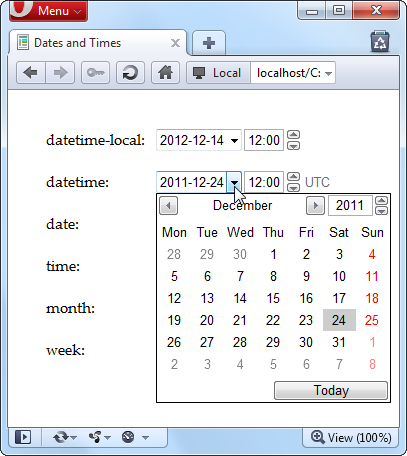 Menu
Dates and Times
Local localhost/C:
datetime-local: 2012-12-14 12:00
datetime: 2011-12-24 12:00 UTC
date:
time:
month:
week:
December 2011
Mon Tue Wed Thu Fri Sat Sun
28 29 30 1 2 3 4
5 6 7 8 9 10 11
12 13 14 15 16 17 18
19 20 21 22 23 24 25
26 27 28 29 30 31 1
2 3 4 5 6 7 8
Today
View (100%)